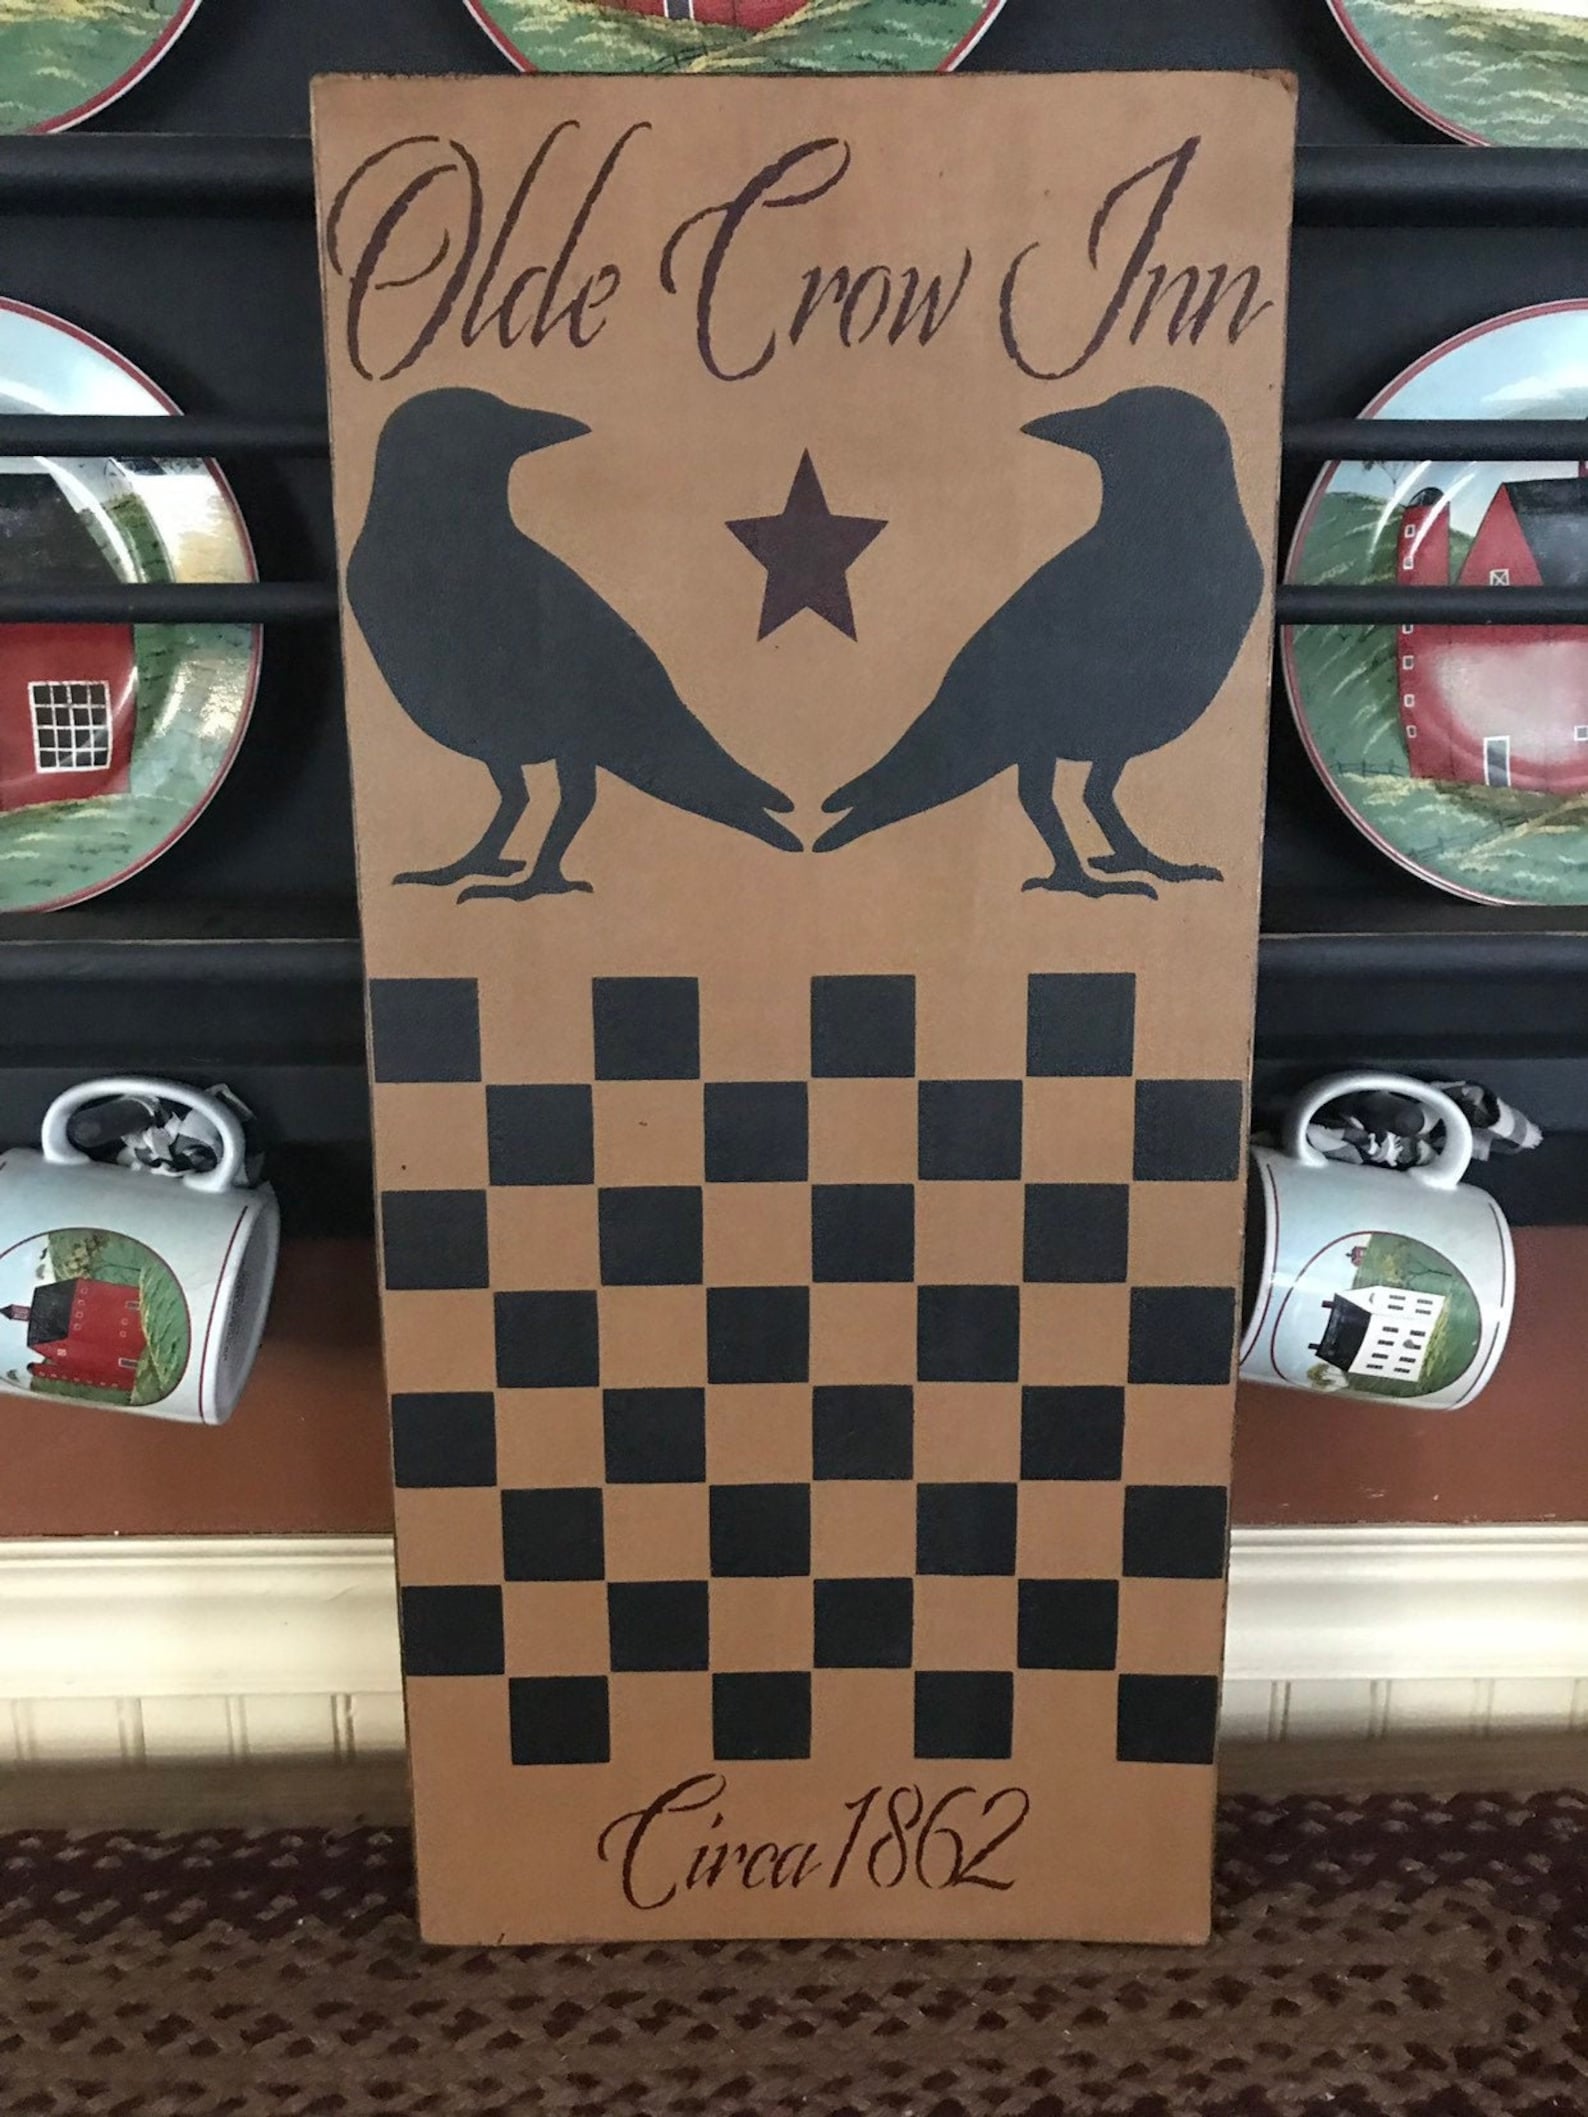 Olde Crow Inn
Circa 1862